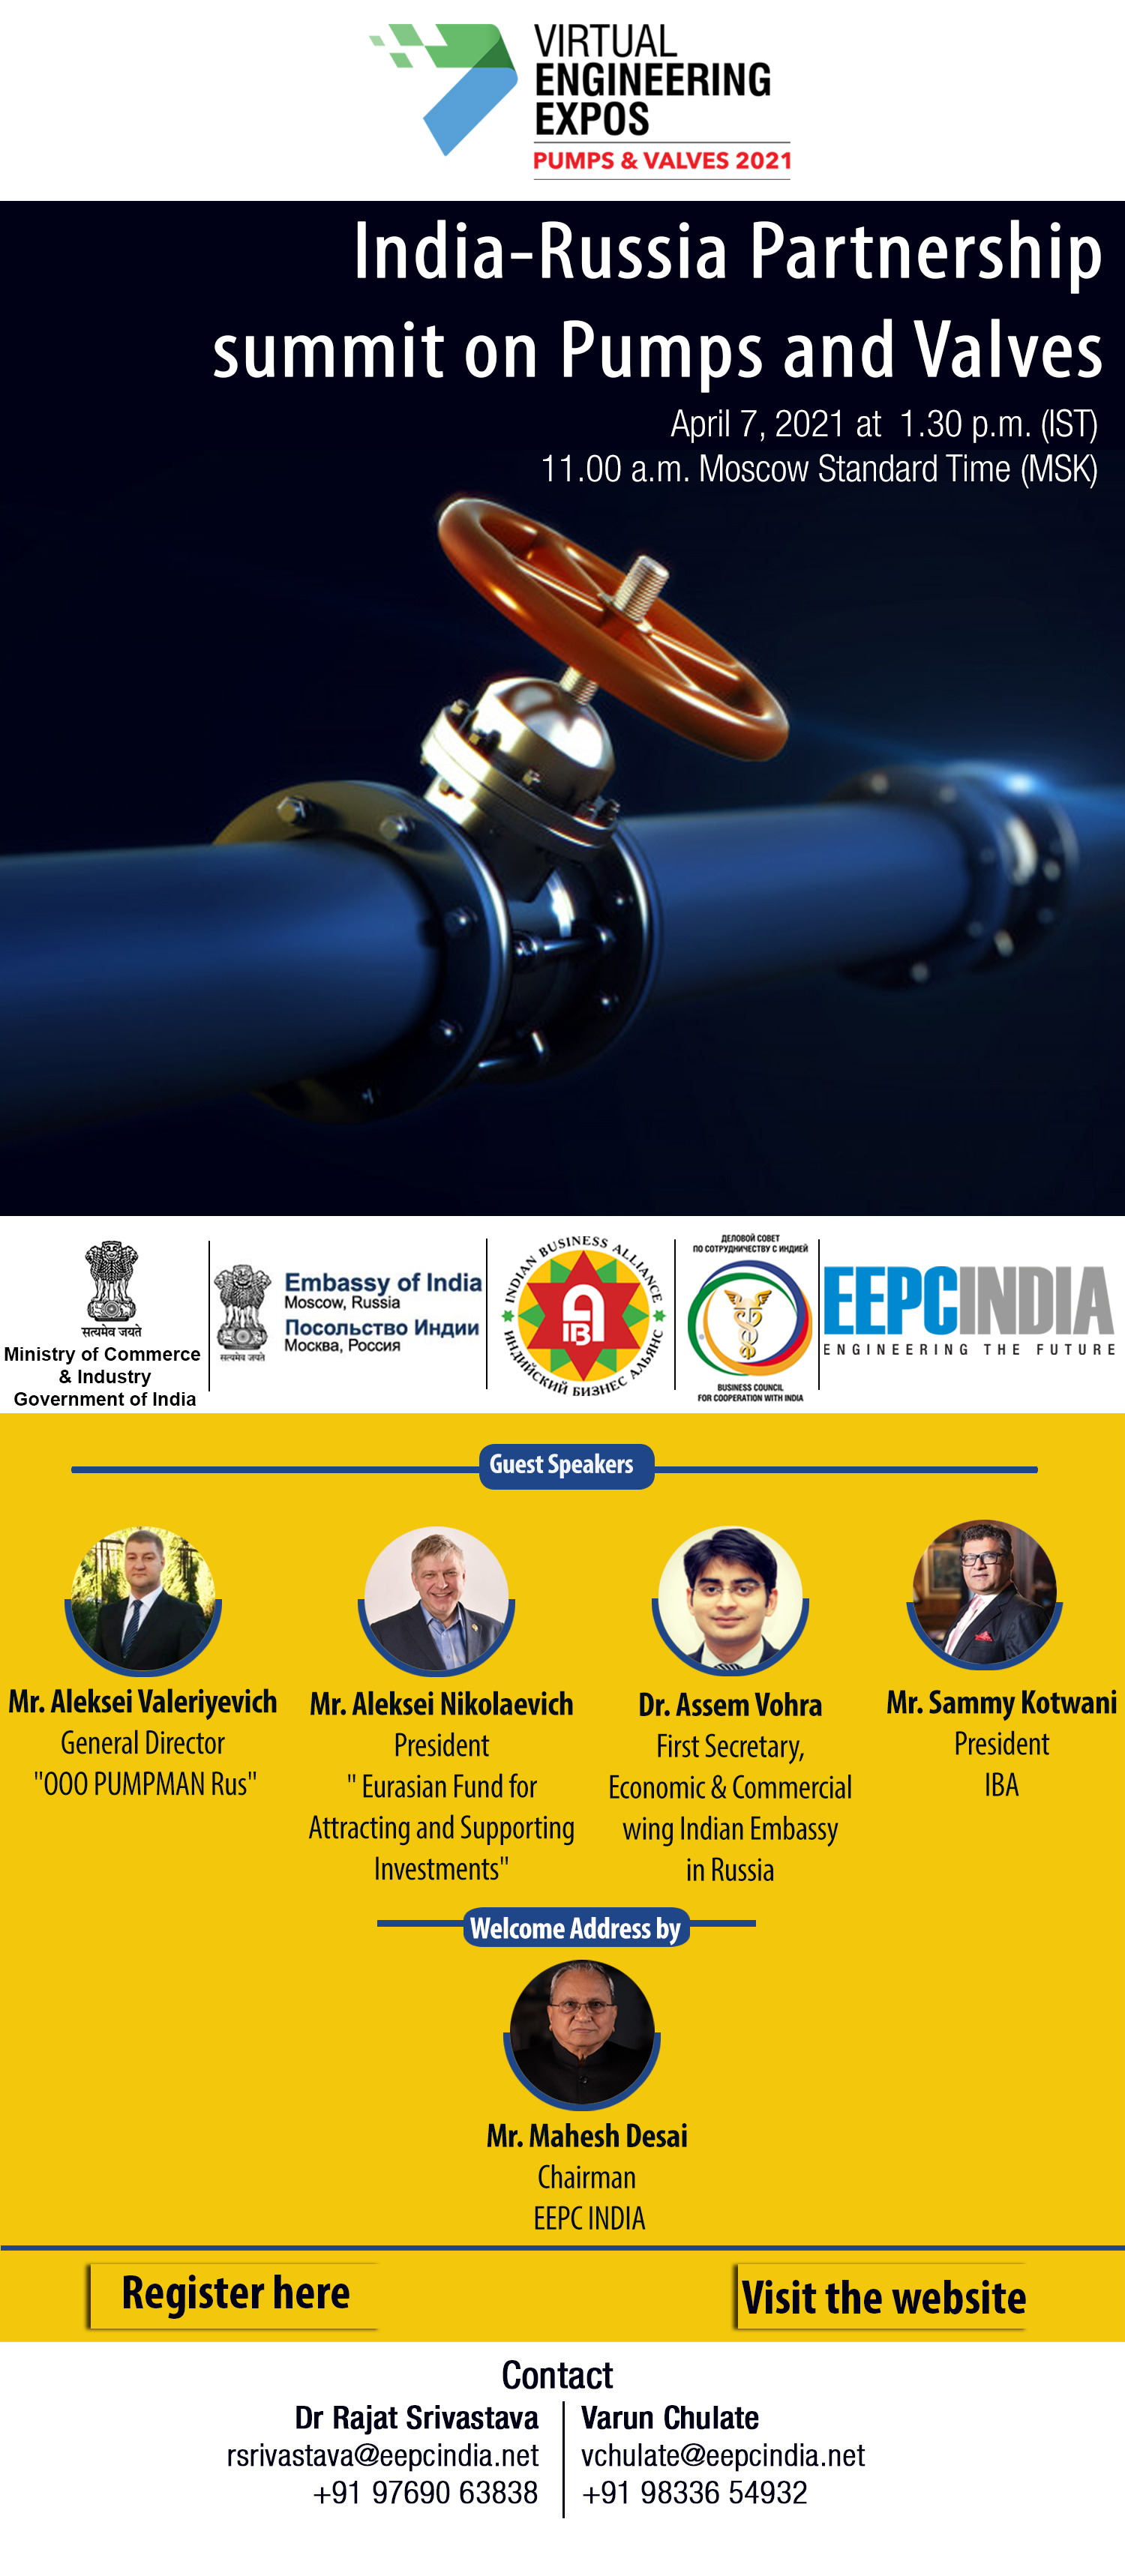 VIRTUAL
ENGINEERING
EXPOS
PUMPS & VALVES 2021
India-Russia Partnership
summit on Pumps and Valves
April 7, 2021 at 1.30 p.m. (IST)
11.00 a.m. Moscow Standard Time (MSK)
सत्यमेव जयते
Ministry of Commerce
& Industry
Government of India
सत्यमेव जयते
Embassy of India
Moscow, Russia
Посольство Индии
Москва, Россия
INDIAN BUSINESS ALLIANCE
IBA
ИНДИЙСКИЙ БИЗНЕС АЛЬЯНС
ДЕЛОВОЙ СОВЕТ
ПО СОТРУДНИЧЕСТВУ С ИНДИЕЙ
BUSINESS COUNCIL
FOR COOPERATION WITH INDIA
EEPCINDIA
ENGINEERING THE FUTURE
Guest Speakers
Mr. Aleksei Valeriyevich
General Director
"OOO PUMPMAN Rus"
Mr. Aleksei Nikolaevich
President
" Eurasian Fund for
Attracting and Supporting
Investments"
Dr. Assem Vohra
First Secretary,
Economic & Commercial
wing Indian Embassy
in Russia
Mr. Sammy Kotwani
President
IBA
Welcome Address by
Mr. Mahesh Desai
Chairman
EEPC INDIA
Register here
Visit the website
Contact
Dr Rajat Srivastava
rsrivastava@eepcindia.net
+91 97690 63838
Varun Chulate
vchulate@eepcindia.net
+91 98336 54932